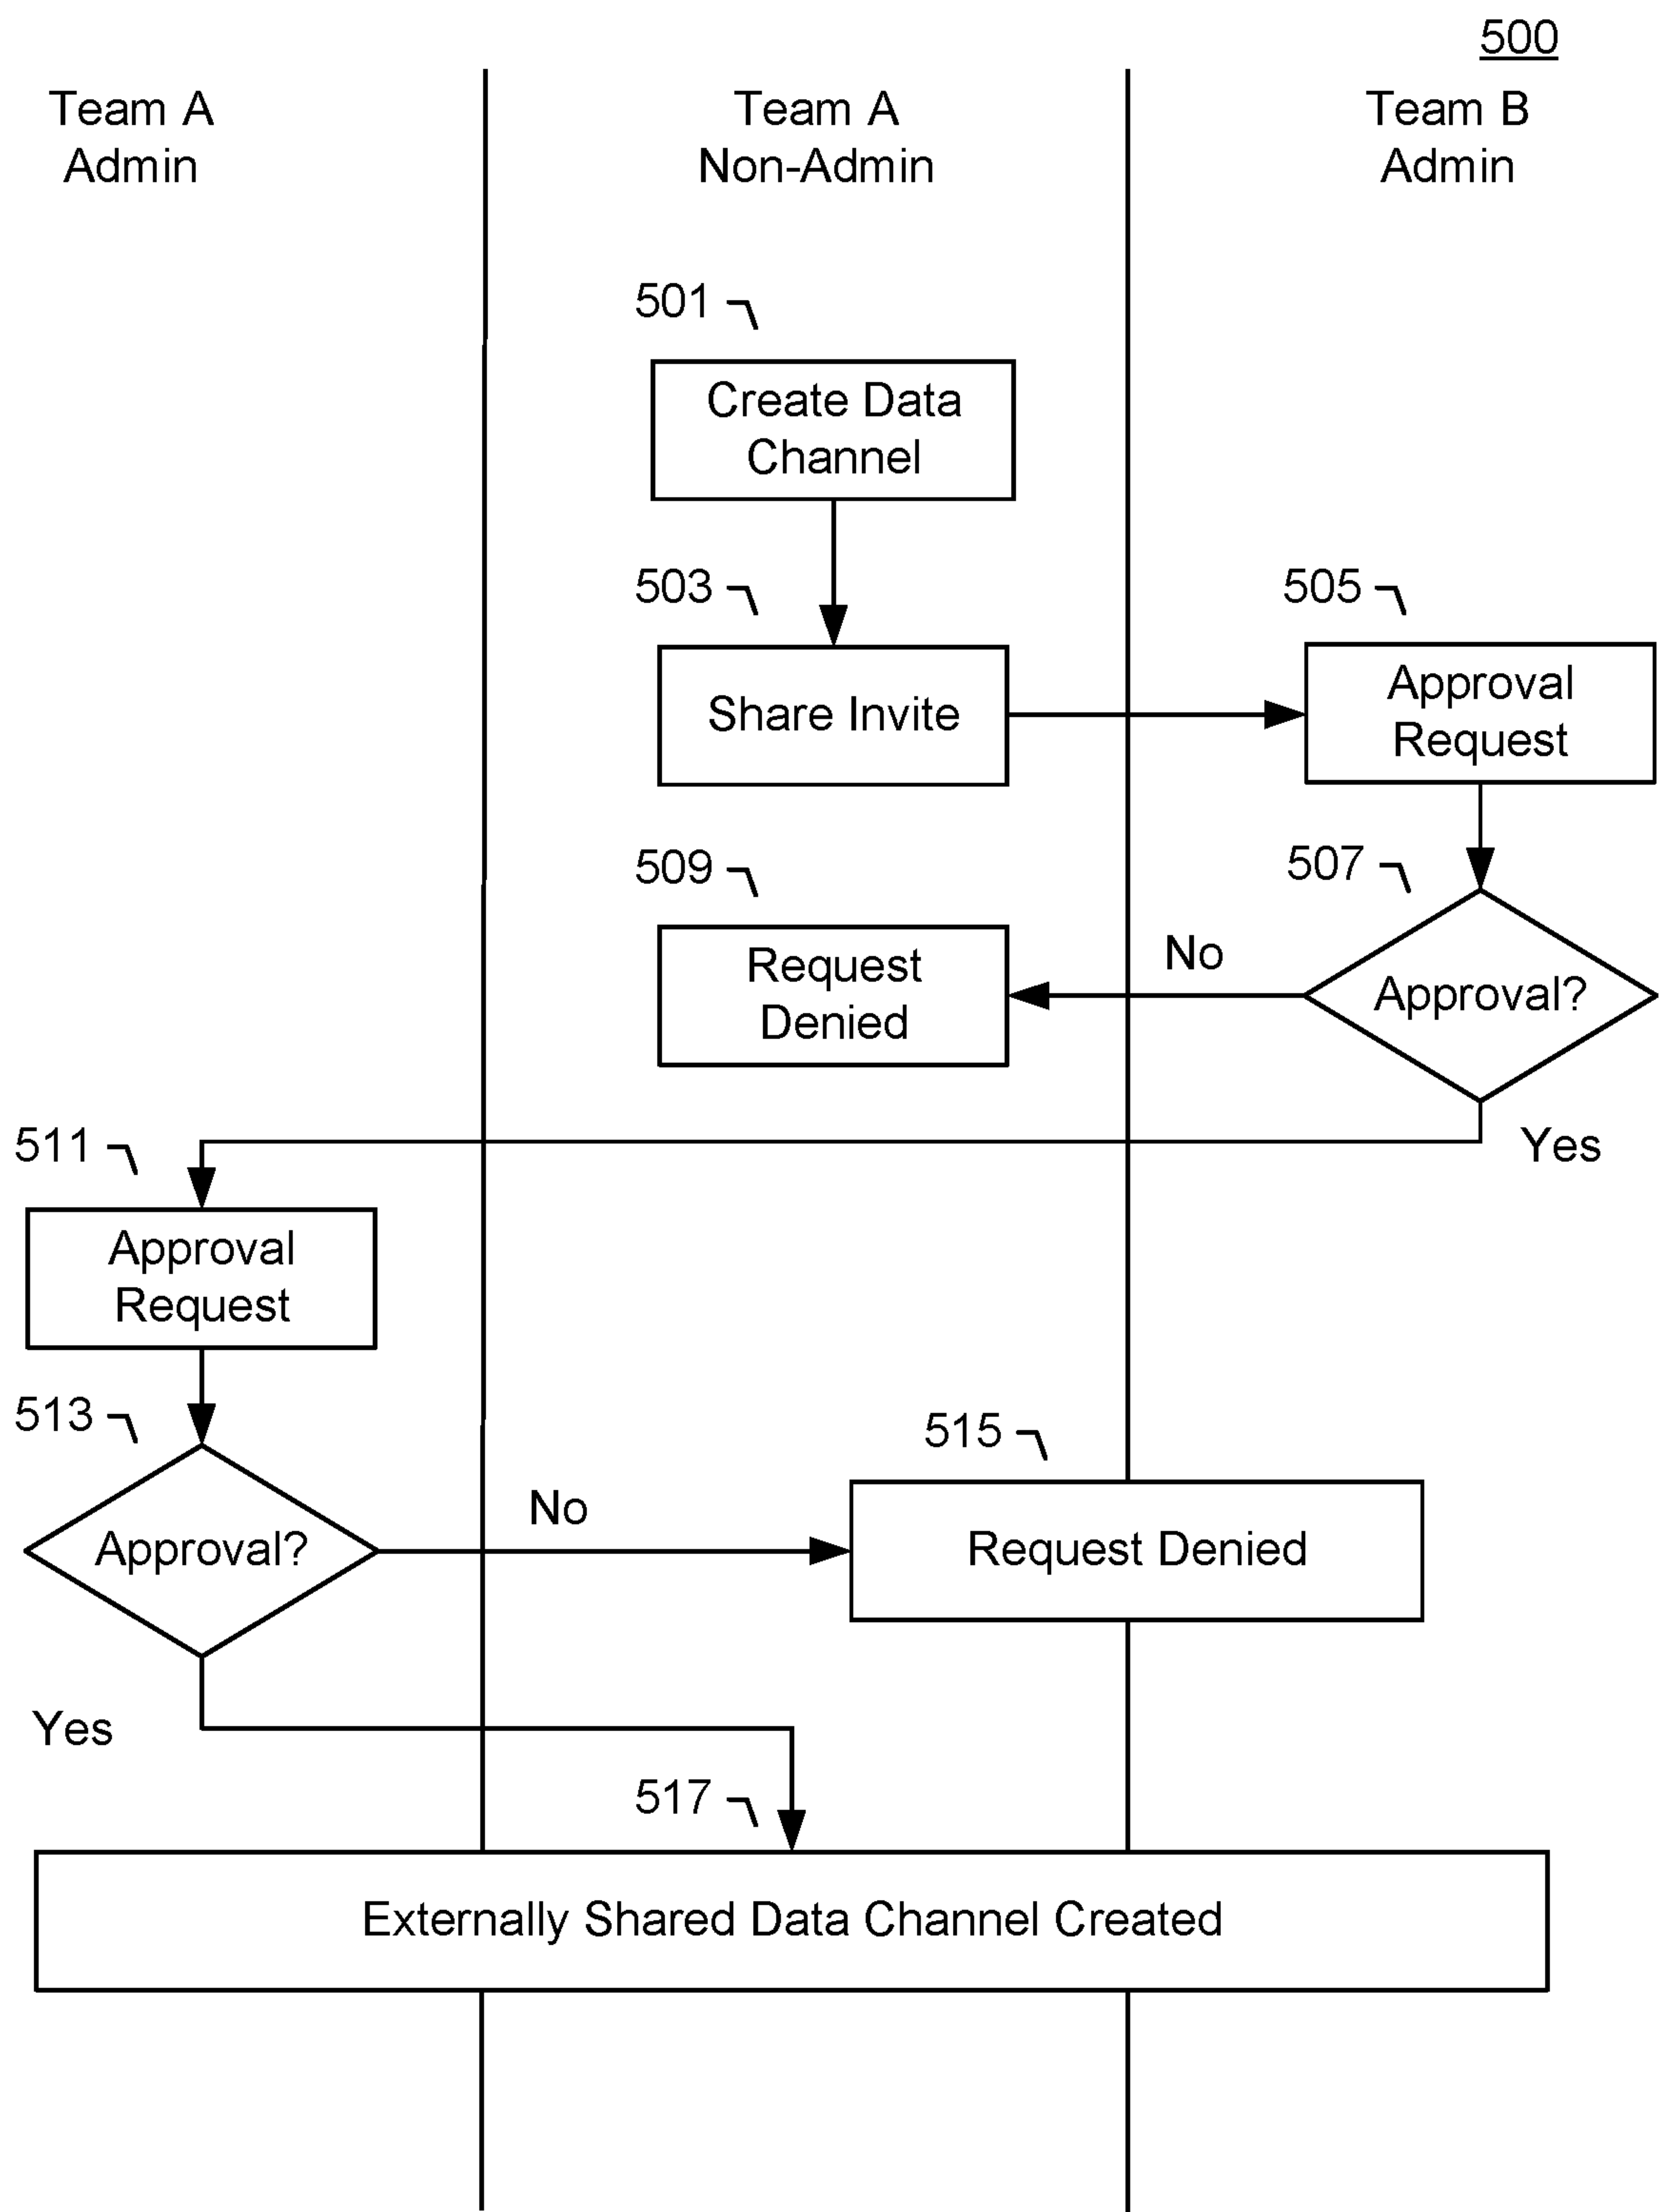 500
Team A
Admin
Team A
Non-Admin
Team B
Admin
501
Create Data
Channel
503
Share Invite
505
Approval
Request
507
Approval?
No
509
Request
Denied
Yes
511
Approval
Request
513
Approval?
No
515
Request Denied
Yes
517
Externally Shared Data Channel Created